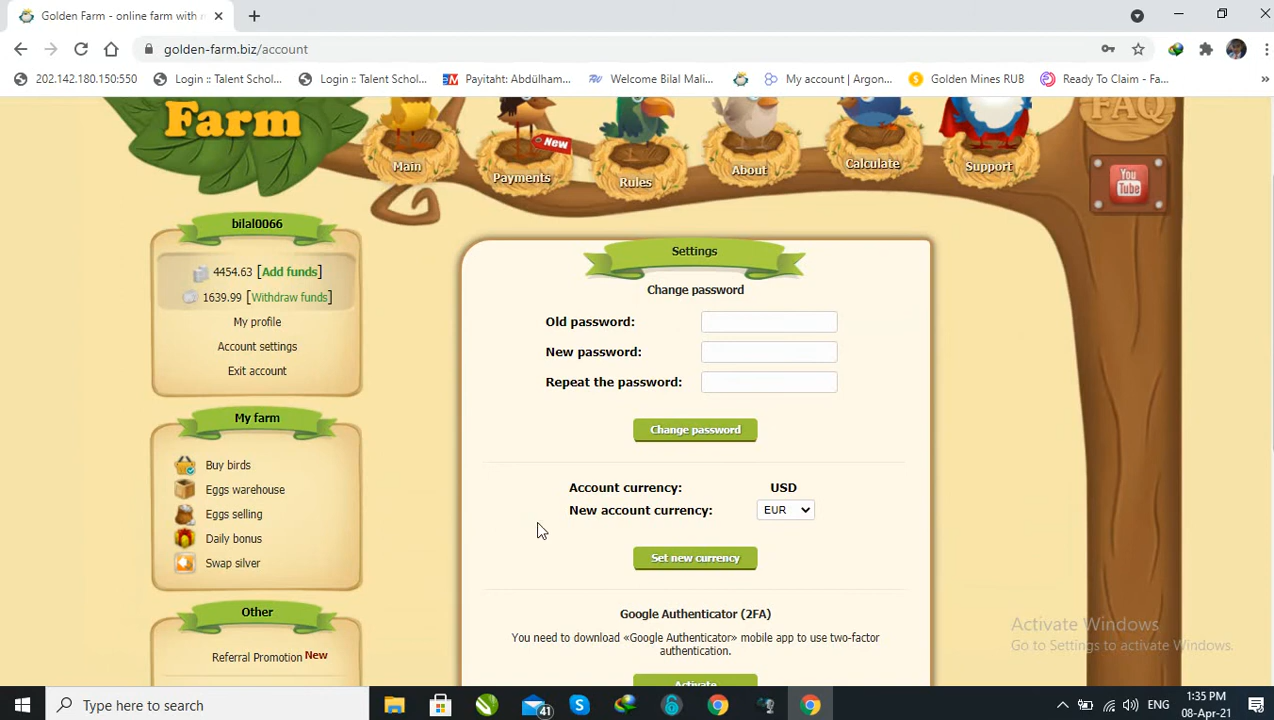 Golden Farm - online farm with r
golden-farm.biz/account
202.142.180.150:550
Login :: Talent Schol...
Login :: Talent Schol...
Payitaht: Abdülham...
Welcome Bilal Mali...
My account | Argon...
Golden Mines RUB
Ready To Claim - Fa...
»
Farm
Main
New
Payments
Rules
About
Calculate
Support
FAQ
You
Tube
bilal0066
4454.63 [Add funds]
1639.99 [Withdraw funds]
My profile
Account settings
Exit account
My farm
Buy birds
Eggs warehouse
Eggs selling
Daily bonus
Swap silver
Other
Referral Promotion New
Settings
Change password
Old password:
New password:
Repeat the password:
Change password
Account currency: USD
New account currency: EUR
Set new currency
Google Authenticator (2FA)
You need to download «Google Authenticator» mobile app to use two-factor
authentication.
Activate
Activate Windows
Go to Settings to activate Windows.
Type here to search
41
ENG
1:35 PM
08-Apr-21